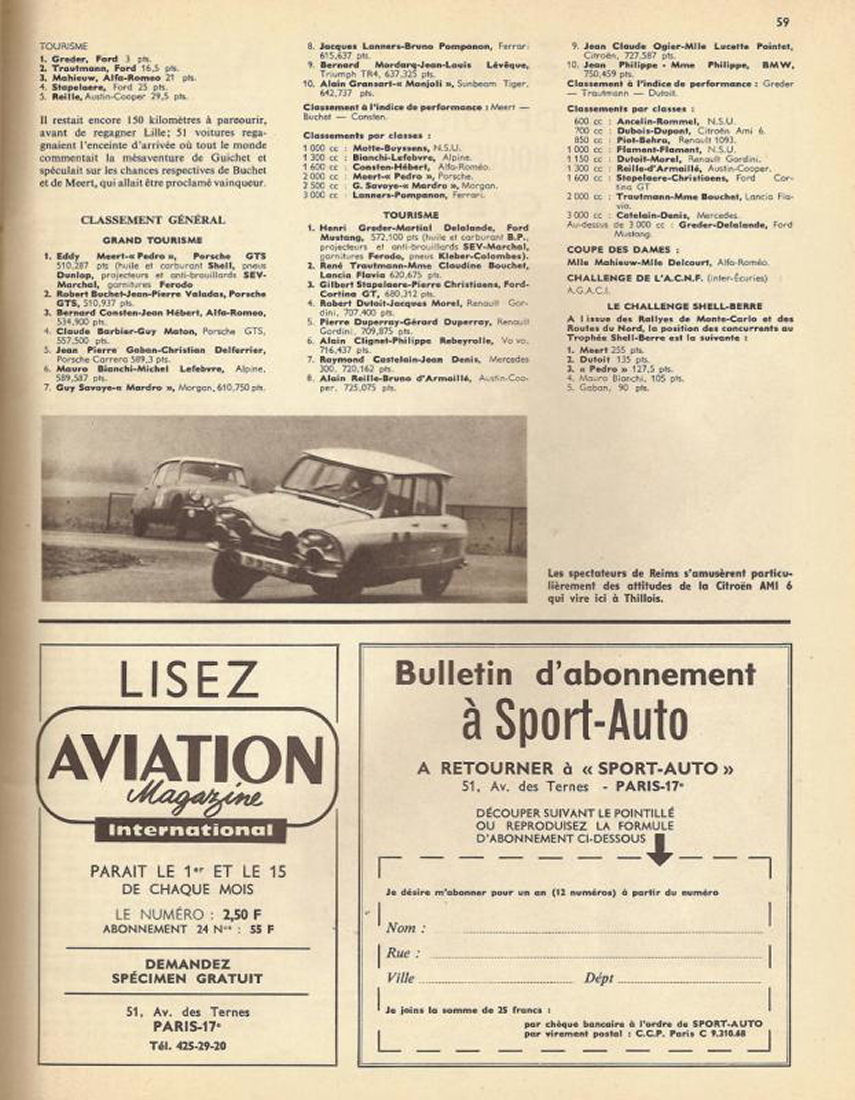 59
TOURISME
1. Greder, Ford 3 pts.
2. Trautmann, Ford 16,5 pts.
3. Mahieuw, Alfa-Romeo 21 pts.
4. Stapelaere, Ford 25 pts.
5. Reille, Austin-Cooper 29,5 pts.
Il restait encore 150 kilomètres à parcourir,
avant de regagner Lille; 51 voitures rega-
gnaient l'enceinte d'arrivée où tout le monde
commentait la mésaventure de Guichet et
spéculait sur les chances respectives de Buchet
et de Meert, qui allait être proclamé vainqueur.
CLASSEMENT GÉNÉRAL
GRAND TOURISME
1. Eddy Meert-« Pedro », Porsche GTS
510,287 pts (huile et carburant Shell, pneus
Dunlop, projecteurs et anti-brouillards SEV-
Marchal, garnitures Ferodo
2. Robert Buchet-Jean-Pierre Valadas, Porsche
GTS, 510,937 pts.
3. Bernard Consten-Jean Hébert, Alfa-Romeo,
534,900 pts.
4. Claude Barbier-Guy Maton, Porsche GTS,
557,500 pts.
5. Jean Pierre Gaban-Christian Delferrier,
Porsche Carrera 589,3 pts.
6. Mauro Bianchi-Michel Lefebvre, Alpine,
589,587 pts.
7. Guy Savoye-« Mardro », Morgan, 610,750 pts.
8. Jacques Lanners-Bruno Pomponon, Ferrari
615,637 pts.
9. Bernard Mordarq-Jean-Louis Lévêque,
Triumph TR4, 637,325 pts.
10. Alain Gransart-« Monjoli », Sunbeam Tiger,
642,737 pts.
Classement à l'indice de performance : Meert —
Buchet — Consten.
Classements par classes :
1 000 cc : Motte-Buyssens, N.S.U.
1 300 cc : Bianchi-Lefebvre, Alpine.
1 600 cc : Consten-Hébert, Alfa-Roméo.
2 000 cc : Meert-« Pedro », Porsche.
2 500 cc : G. Savoye-« Mardro », Morgan.
3 000 cc : Lanners-Pomponon, Ferrari.
TOURISME
1. Henri Greder-Martial Delalande, Ford
Mustang, 572,100 pts (huile et carburant B.P.,
projecteurs et anti-brouillards SEV-Marchal,
garnitures Ferodo, pneus Kleber-Colombes).
2. René Trautmann-Mme Claudine Bouchet,
Lancia Flavia 620,675 pts.
3. Gilbert Stapelaere-Pierre Christiaens, Ford-
Cortina GT, 680,312 pts.
4. Robert Dutoit-Jacques Morel, Renault Gor-
dini, 707,400 pts.
5. Pierre Duperray-Gérard Duperray, Renault
Gordini, 709,875 pts.
6. Alain Clignet-Philippe Rebeyrolle, Volvo,
716,437 pts.
7. Raymond Castelain-Jean Denis, Mercedes
300, 720,162 pts.
8. Alain Reille-Bruno d'Armaillé, Austin-Coo-
per, 725,075 pts.
9. Jean Claude Ogier-Mlle Lucette Pointet,
Citroën, 727,587 pts.
10. Jean Philippe - Mme Philippe, BMW,
750,459 pts.
Classement à l'indice de performance : Greder
— Trautmann — Dutoit.
Classements par classes :
600 cc : Ancelin-Rommel, N.S.U.
700 cc : Dubois-Dupont, Citroën Ami 6.
850 cc : Piot-Behra, Renault 1093.
1 000 cc : Flamant-Flament, N.S.U.
1 150 cc : Dutoit-Morel, Renault Gordini.
1 300 cc : Reille-d'Armaillé, Austin-Cooper.
1 600 cc : Stapelaere-Christiaens, Ford Cor-
tina GT
2 000 cc : Trautmann-Mme Bouchet, Lancia Fla-
via.
3 000 cc : Catelain-Denis, Mercedes.
Au-dessus de 3 000 cc : Greder-Delalande, Ford
Mustang.
COUPE DES DAMES :
Mlle Mahieuw-Mlle Delcourt, Alfa-Roméo.
CHALLENGE DE L'A.C.N.F. (inter-Écuries)
A.G.A.C.I.
LE CHALLENGE SHELL-BERRE
A l issue des Rallyes de Monte-Carlo et des
Routes du Nord, la position des concurrents au
Trophée Shell-Berre est la suivante :
1. Meert 255 pts.
2. Dutoit 135 pts.
3. « Pedro » 127,5 pts.
4. Mauro Bianchi, 105 pts.
5. Gaban, 90 pts.
Les spectateurs de Reims s'amusèrent particu-
lièrement des attitudes de la Citroën AMI 6
qui vire ici à Thillois.
LISEZ
AVIATION
Magazine
International
PARAIT LE 1er ET LE 15
DE CHAQUE MOIS
LE NUMÉRO : 2,50 F
ABONNEMENT 24 Nos : 55 F
DEMANDEZ
SPÉCIMEN GRATUIT
51, Av. des Ternes
PARIS-17e
Tél. 425-29-20
Bulletin d'abonnement
à Sport-Auto
A RETOURNER à « SPORT-AUTO »
51, Av. des Ternes - PARIS-17e
DÉCOUPER SUIVANT LE POINTILLÉ
OU REPRODUISEZ LA FORMULE
D'ABONNEMENT CI-DESSOUS
Je désire m'abonner pour un an (12 numéros) à partir du numéro
Nom :
Rue :
Ville Dépt
Je joins la somme de 25 francs :
par chèque bancaire à l'ordre de SPORT-AUTO
par virement postal : C.C.P. Paris C 9.310.68